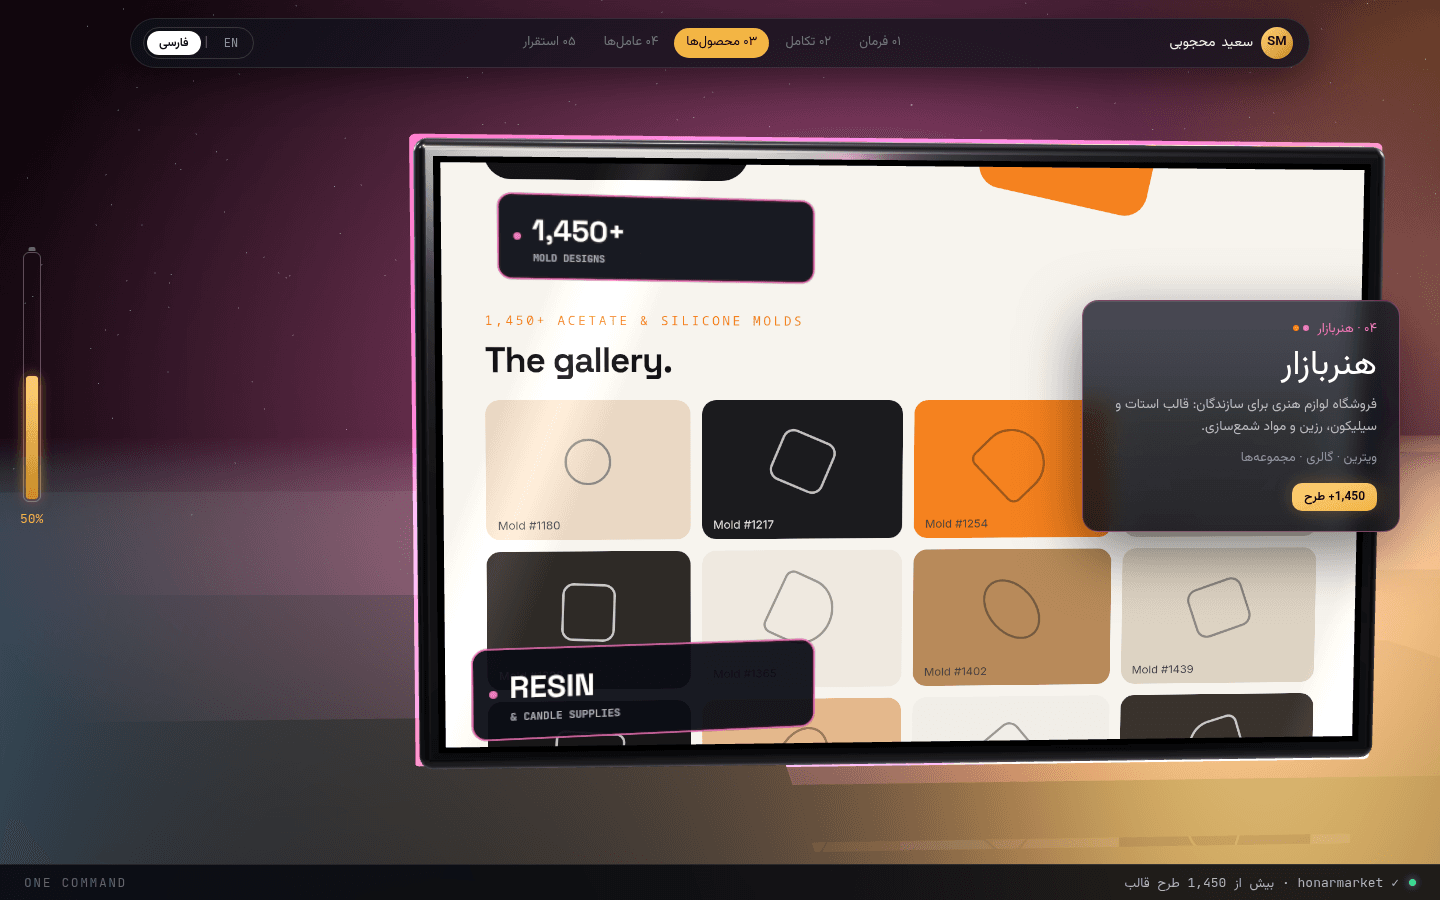 SM سعید محجوبی
۰۱ فرمان
۰۲ تکامل
۰۳ محصول‌ها
۰۴ عامل‌ها
۰۵ استقرار
EN | فارسی
1,450+
MOLD DESIGNS
1,450+ ACETATE & SILICONE MOLDS
The gallery.
Mold #1180
Mold #1217
Mold #1254
۰۴ · هنربازار
هنربازار
فروشگاه لوازم هنری برای سازندگان: قالب استات و
سیلیکون، رزین و مواد شمع‌سازی.
ویترین · گالری · مجموعه‌ها
1,450+ طرح
Mold #1365
Mold #1402
Mold #1439
RESIN
& CANDLE SUPPLIES
50%
ONE COMMAND
✓ honarmarket · بیش از 1,450 طرح قالب